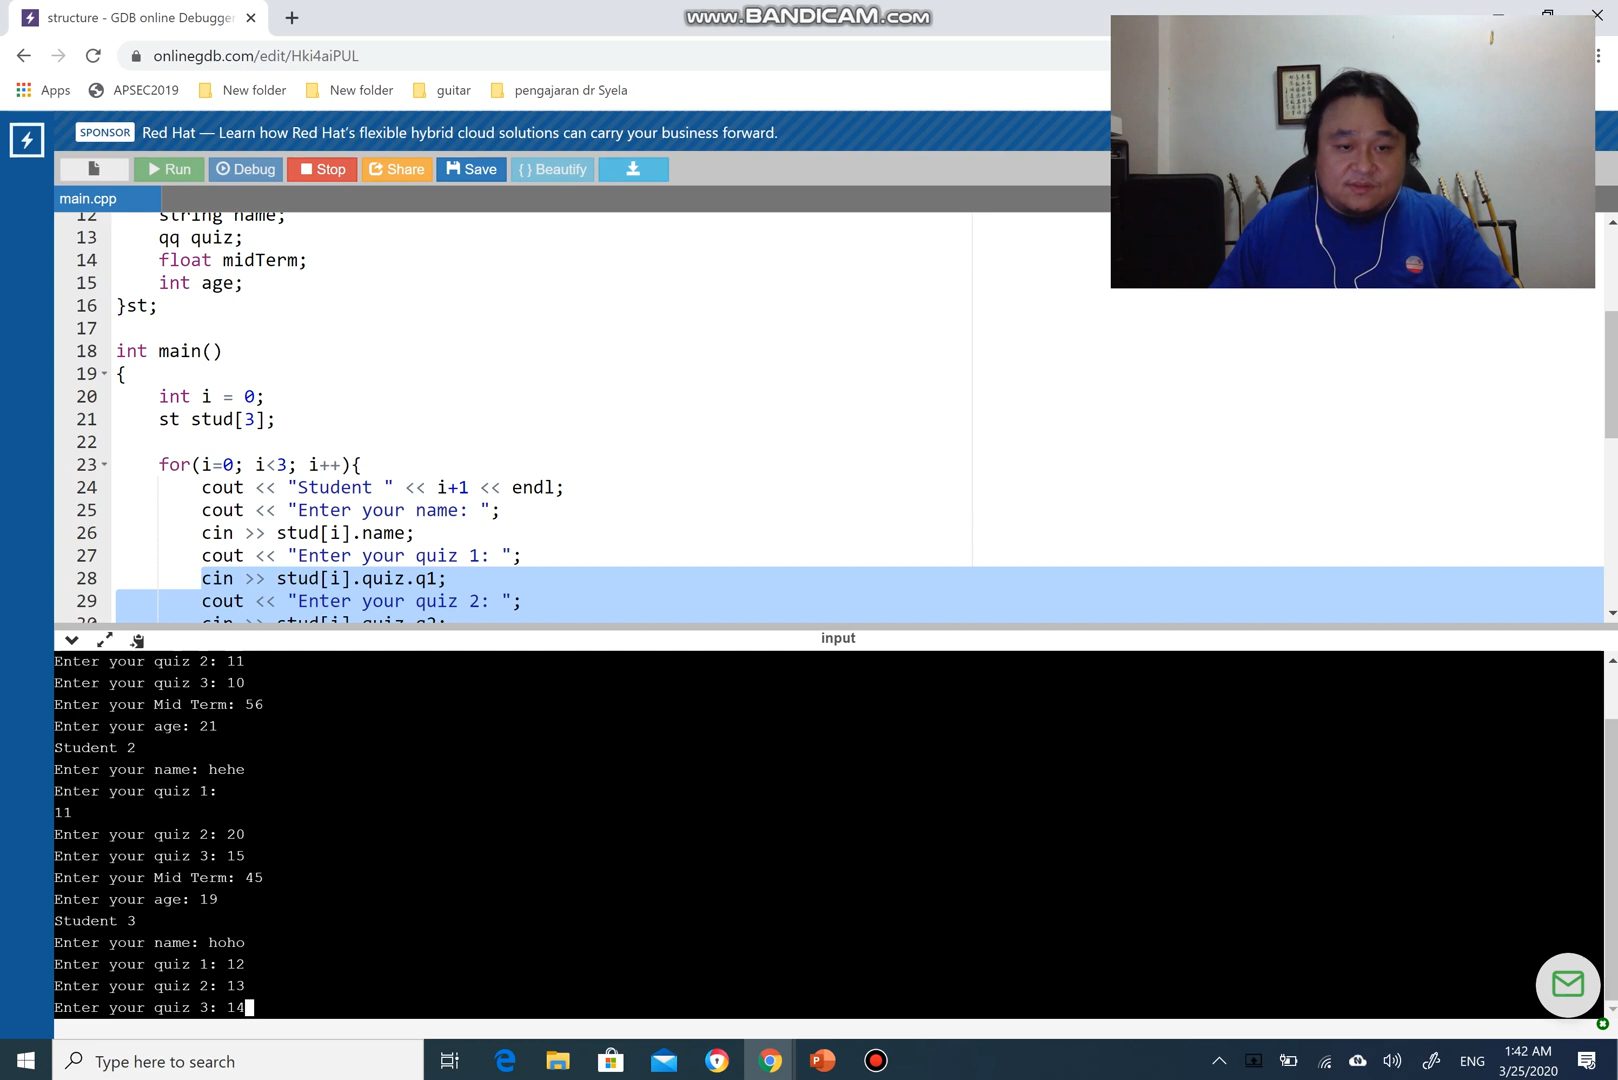 structure - GDB online Debugger
www.BANDICAM.com
onlinegdb.com/edit/Hki4aiPUL
Apps APSEC2019 New folder New folder guitar pengajaran dr Syela
SPONSOR Red Hat — Learn how Red Hat's flexible hybrid cloud solutions can carry your business forward.
Run Debug Stop Share Save { } Beautify
main.cpp
12 string name;
13 qq quiz;
14 float midTerm;
15 int age;
16 }st;
17
18 int main()
19 {
20 int i = 0;
21 st stud[3];
22
23 for(i=0; i<3; i++){
24 cout << "Student " << i+1 << endl;
25 cout << "Enter your name: ";
26 cin >> stud[i].name;
27 cout << "Enter your quiz 1: ";
28 cin >> stud[i].quiz.q1;
29 cout << "Enter your quiz 2: ";
30 cin >> stud[i].quiz.q2;
input
Enter your quiz 2: 11
Enter your quiz 3: 10
Enter your Mid Term: 56
Enter your age: 21
Student 2
Enter your name: hehe
Enter your quiz 1:
11
Enter your quiz 2: 20
Enter your quiz 3: 15
Enter your Mid Term: 45
Enter your age: 19
Student 3
Enter your name: hoho
Enter your quiz 1: 12
Enter your quiz 2: 13
Enter your quiz 3: 14
Type here to search
ENG
1:42 AM
3/25/2020